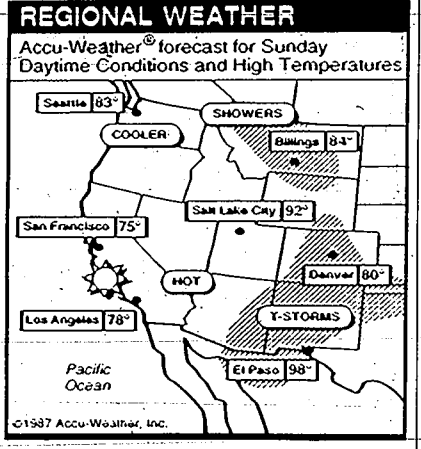 REGIONAL WEATHER
Accu-Weather® forecast for Sunday
Daytime Conditions and High Temperatures
Seattle 83°
SHOWERS
COOLER
Billings 84°
Salt Lake City 92°
San Francisco 75°
Denver 80°
HOT
T-STORMS
Los Angeles 78°
El Paso 98°
Pacific
Ocean
©1987 Accu-Weather, Inc.